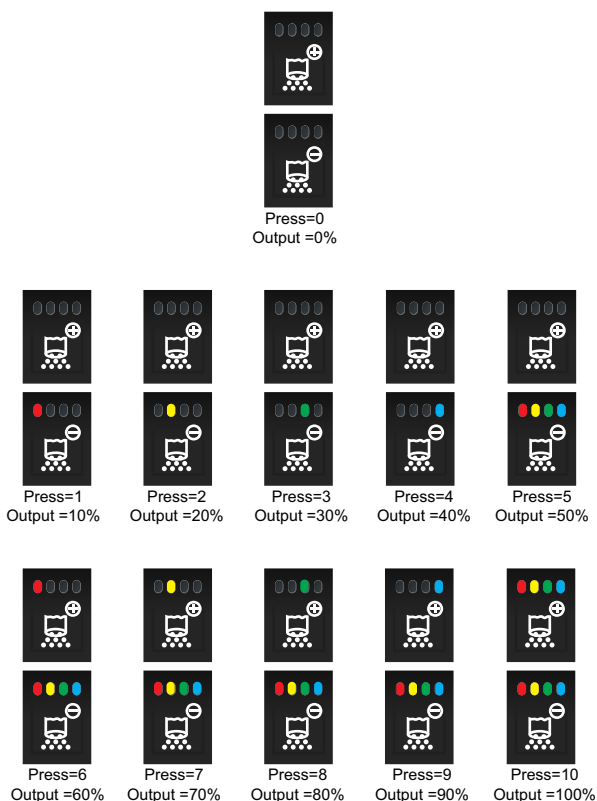 Press=0
Output =0%
Press=1
Output =10%
Press=2
Output =20%
Press=3
Output =30%
Press=4
Output =40%
Press=5
Output =50%
Press=6
Output =60%
Press=7
Output =70%
Press=8
Output =80%
Press=9
Output =90%
Press=10
Output =100%